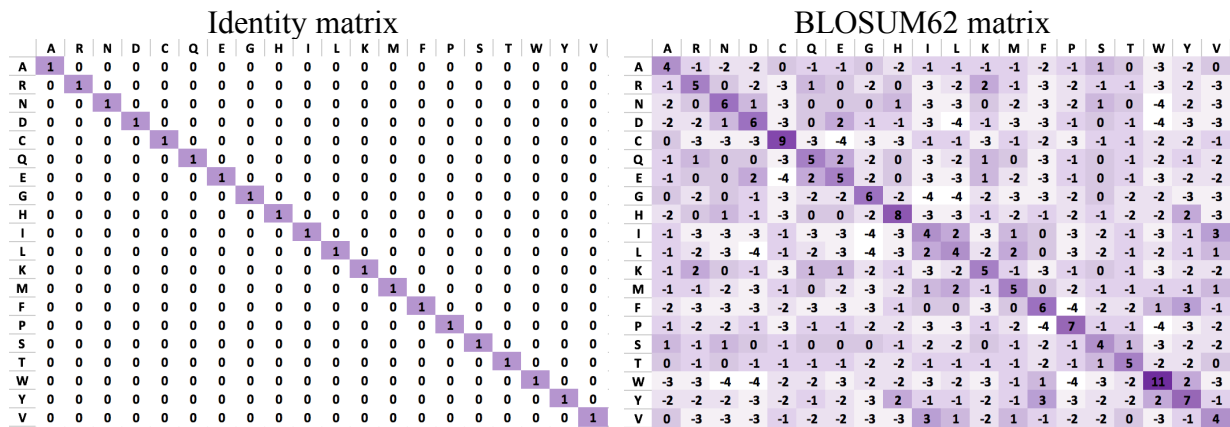 Identity matrix BLOSUM62 matrix
A R N D C Q E G H I L K M F P S T W Y V A R N D C Q E G H I L K M F P S T W Y V
A 1 0 0 0 0 0 0 0 0 0 0 0 0 0 0 0 0 0 0 0 A 4 -1 -2 -2 0 -1 -1 0 -2 -1 -1 -1 -1 -2 -1 1 0 -3 -2 0
R 0 1 0 0 0 0 0 0 0 0 0 0 0 0 0 0 0 0 0 0 R -1 5 0 -2 -3 1 0 -2 0 -3 -2 2 -1 -3 -2 -1 -1 -3 -2 -3
N 0 0 1 0 0 0 0 0 0 0 0 0 0 0 0 0 0 0 0 0 N -2 0 6 1 -3 0 0 0 1 -3 -3 0 -2 -3 -2 1 0 -4 -2 -3
D 0 0 0 1 0 0 0 0 0 0 0 0 0 0 0 0 0 0 0 0 D -2 -2 1 6 -3 0 2 -1 -1 -3 -4 -1 -3 -3 -1 0 -1 -4 -3 -3
C 0 0 0 0 1 0 0 0 0 0 0 0 0 0 0 0 0 0 0 0 C 0 -3 -3 -3 9 -3 -4 -3 -3 -1 -1 -3 -1 -2 -3 -1 -1 -2 -2 -1
Q 0 0 0 0 0 1 0 0 0 0 0 0 0 0 0 0 0 0 0 0 Q -1 1 0 0 -3 5 2 -2 0 -3 -2 1 0 -3 -1 0 -1 -2 -1 -2
E 0 0 0 0 0 0 1 0 0 0 0 0 0 0 0 0 0 0 0 0 E -1 0 0 2 -4 2 5 -2 0 -3 -3 1 -2 -3 -1 0 -1 -3 -2 -2
G 0 0 0 0 0 0 0 1 0 0 0 0 0 0 0 0 0 0 0 0 G 0 -2 0 -1 -3 -2 -2 6 -2 -4 -4 -2 -3 -3 -2 0 -2 -2 -3 -3
H 0 0 0 0 0 0 0 0 1 0 0 0 0 0 0 0 0 0 0 0 H -2 0 1 -1 -3 0 0 -2 8 -3 -3 -1 -2 -1 -2 -1 -2 -2 2 -3
I 0 0 0 0 0 0 0 0 0 1 0 0 0 0 0 0 0 0 0 0 I -1 -3 -3 -3 -1 -3 -3 -4 -3 4 2 -3 1 0 -3 -2 -1 -3 -1 3
L 0 0 0 0 0 0 0 0 0 0 1 0 0 0 0 0 0 0 0 0 L -1 -2 -3 -4 -1 -2 -3 -4 -3 2 4 -2 2 0 -3 -2 -1 -2 -1 1
K 0 0 0 0 0 0 0 0 0 0 0 1 0 0 0 0 0 0 0 0 K -1 2 0 -1 -3 1 1 -2 -1 -3 -2 5 -1 -3 -1 0 -1 -3 -2 -2
M 0 0 0 0 0 0 0 0 0 0 0 0 1 0 0 0 0 0 0 0 M -1 -1 -2 -3 -1 0 -2 -3 -2 1 2 -1 5 0 -2 -1 -1 -1 -1 1
F 0 0 0 0 0 0 0 0 0 0 0 0 0 1 0 0 0 0 0 0 F -2 -3 -3 -3 -2 -3 -3 -3 -1 0 0 -3 0 6 -4 -2 -2 1 3 -1
P 0 0 0 0 0 0 0 0 0 0 0 0 0 0 1 0 0 0 0 0 P -1 -2 -2 -1 -3 -1 -1 -2 -2 -3 -3 -1 -2 -4 7 -1 -1 -4 -3 -2
S 0 0 0 0 0 0 0 0 0 0 0 0 0 0 0 1 0 0 0 0 S 1 -1 1 0 -1 0 0 0 -1 -2 -2 0 -1 -2 -1 4 1 -3 -2 -2
T 0 0 0 0 0 0 0 0 0 0 0 0 0 0 0 0 1 0 0 0 T 0 -1 0 -1 -1 -1 -1 -2 -2 -1 -1 -1 -1 -2 -1 1 5 -2 -2 0
W 0 0 0 0 0 0 0 0 0 0 0 0 0 0 0 0 0 1 0 0 W -3 -3 -4 -4 -2 -2 -3 -2 -2 -3 -2 -3 -1 1 -4 -3 -2 11 2 -3
Y 0 0 0 0 0 0 0 0 0 0 0 0 0 0 0 0 0 0 1 0 Y -2 -2 -2 -3 -2 -1 -2 -3 2 -1 -1 -2 -1 3 -3 -2 -2 2 7 -1
V 0 0 0 0 0 0 0 0 0 0 0 0 0 0 0 0 0 0 0 1 V 0 -3 -3 -3 -1 -2 -2 -3 -3 3 1 -2 1 -1 -2 -2 0 -3 -1 4